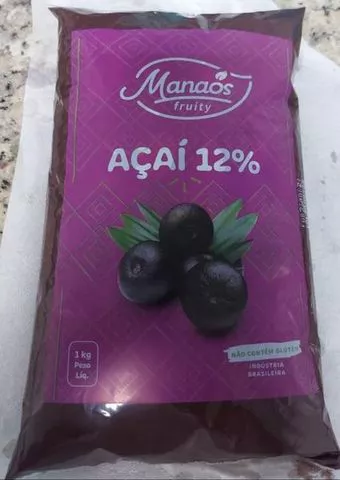 Manaós
fruity
AÇAÍ 12%
1 kg
Peso
Líq.
NÃO CONTÉM GLÚTEN
INDÚSTRIA
BRASILEIRA